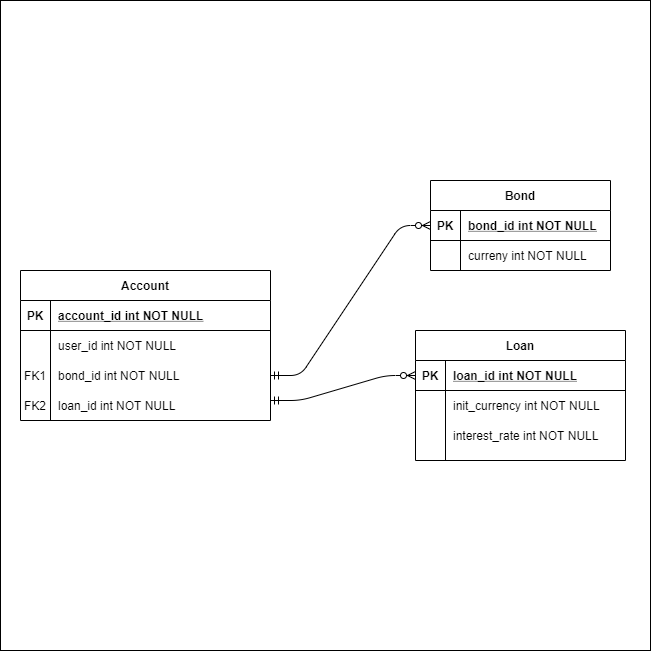 Bond
PK bond_id int NOT NULL
curreny int NOT NULL
Account
PK account_id int NOT NULL
user_id int NOT NULL
FK1 bond_id int NOT NULL
FK2 loan_id int NOT NULL
Loan
PK loan_id int NOT NULL
init_currency int NOT NULL
interest_rate int NOT NULL